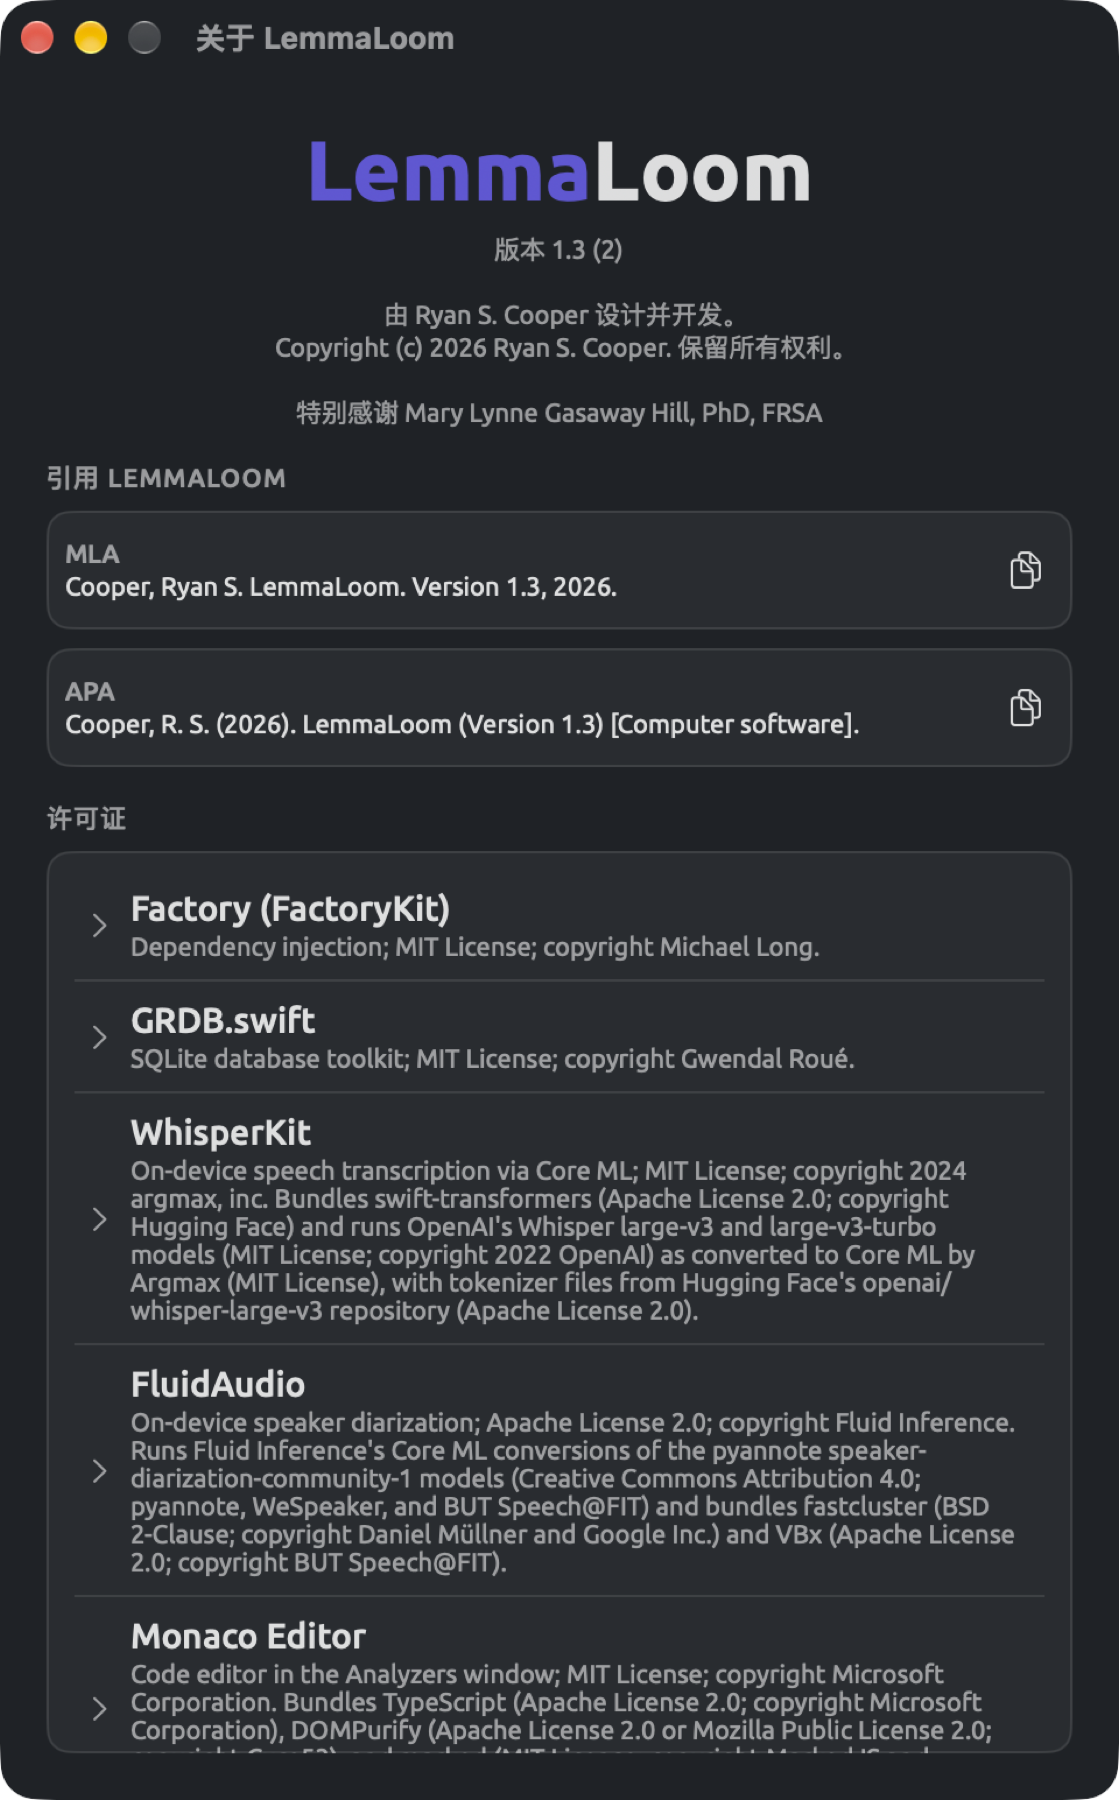 关于 LemmaLoom
LemmaLoom
版本 1.3 (2)
由 Ryan S. Cooper 设计并开发。
Copyright (c) 2026 Ryan S. Cooper. 保留所有权利。
特别感谢 Mary Lynne Gasaway Hill, PhD, FRSA
引用 LEMMALOOM
MLA
Cooper, Ryan S. LemmaLoom. Version 1.3, 2026.
APA
Cooper, R. S. (2026). LemmaLoom (Version 1.3) [Computer software].
许可证
Factory (FactoryKit)
Dependency injection; MIT License; copyright Michael Long.
GRDB.swift
SQLite database toolkit; MIT License; copyright Gwendal Roué.
WhisperKit
On-device speech transcription via Core ML; MIT License; copyright 2024
argmax, inc. Bundles swift-transformers (Apache License 2.0; copyright
Hugging Face) and runs OpenAI's Whisper large-v3 and large-v3-turbo
models (MIT License; copyright 2022 OpenAI) as converted to Core ML by
Argmax (MIT License), with tokenizer files from Hugging Face's openai/
whisper-large-v3 repository (Apache License 2.0).
FluidAudio
On-device speaker diarization; Apache License 2.0; copyright Fluid Inference.
Runs Fluid Inference's Core ML conversions of the pyannote speaker-
diarization-community-1 models (Creative Commons Attribution 4.0;
pyannote, WeSpeaker, and BUT Speech@FIT) and bundles fastcluster (BSD
2-Clause; copyright Daniel Müllner and Google Inc.) and VBx (Apache License
2.0; copyright BUT Speech@FIT).
Monaco Editor
Code editor in the Analyzers window; MIT License; copyright Microsoft
Corporation. Bundles TypeScript (Apache License 2.0; copyright Microsoft
Corporation), DOMPurify (Apache License 2.0 or Mozilla Public License 2.0;